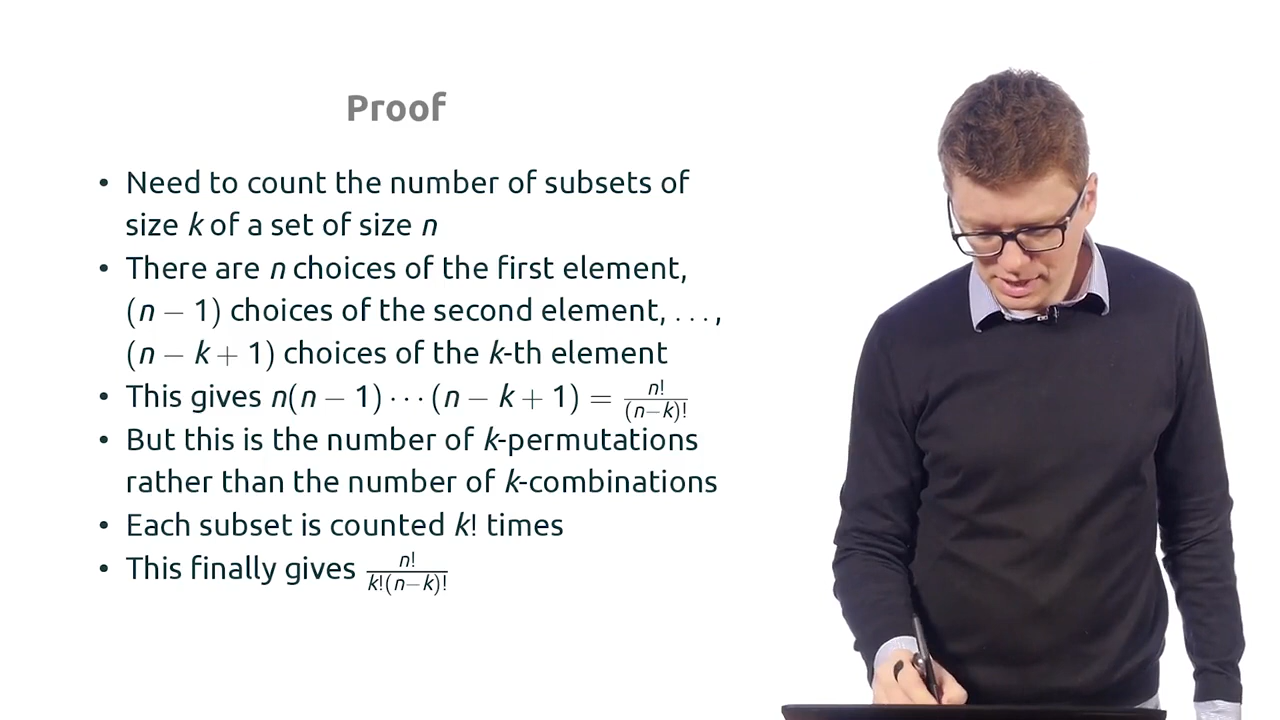 Proof
• Need to count the number of subsets of
size k of a set of size n
• There are n choices of the first element,
(n − 1) choices of the second element, . . . ,
(n − k + 1) choices of the k-th element
• This gives n(n − 1) · · · (n − k + 1) = n!/(n−k)!
• But this is the number of k-permutations
rather than the number of k-combinations
• Each subset is counted k! times
• This finally gives n!/k!(n−k)!